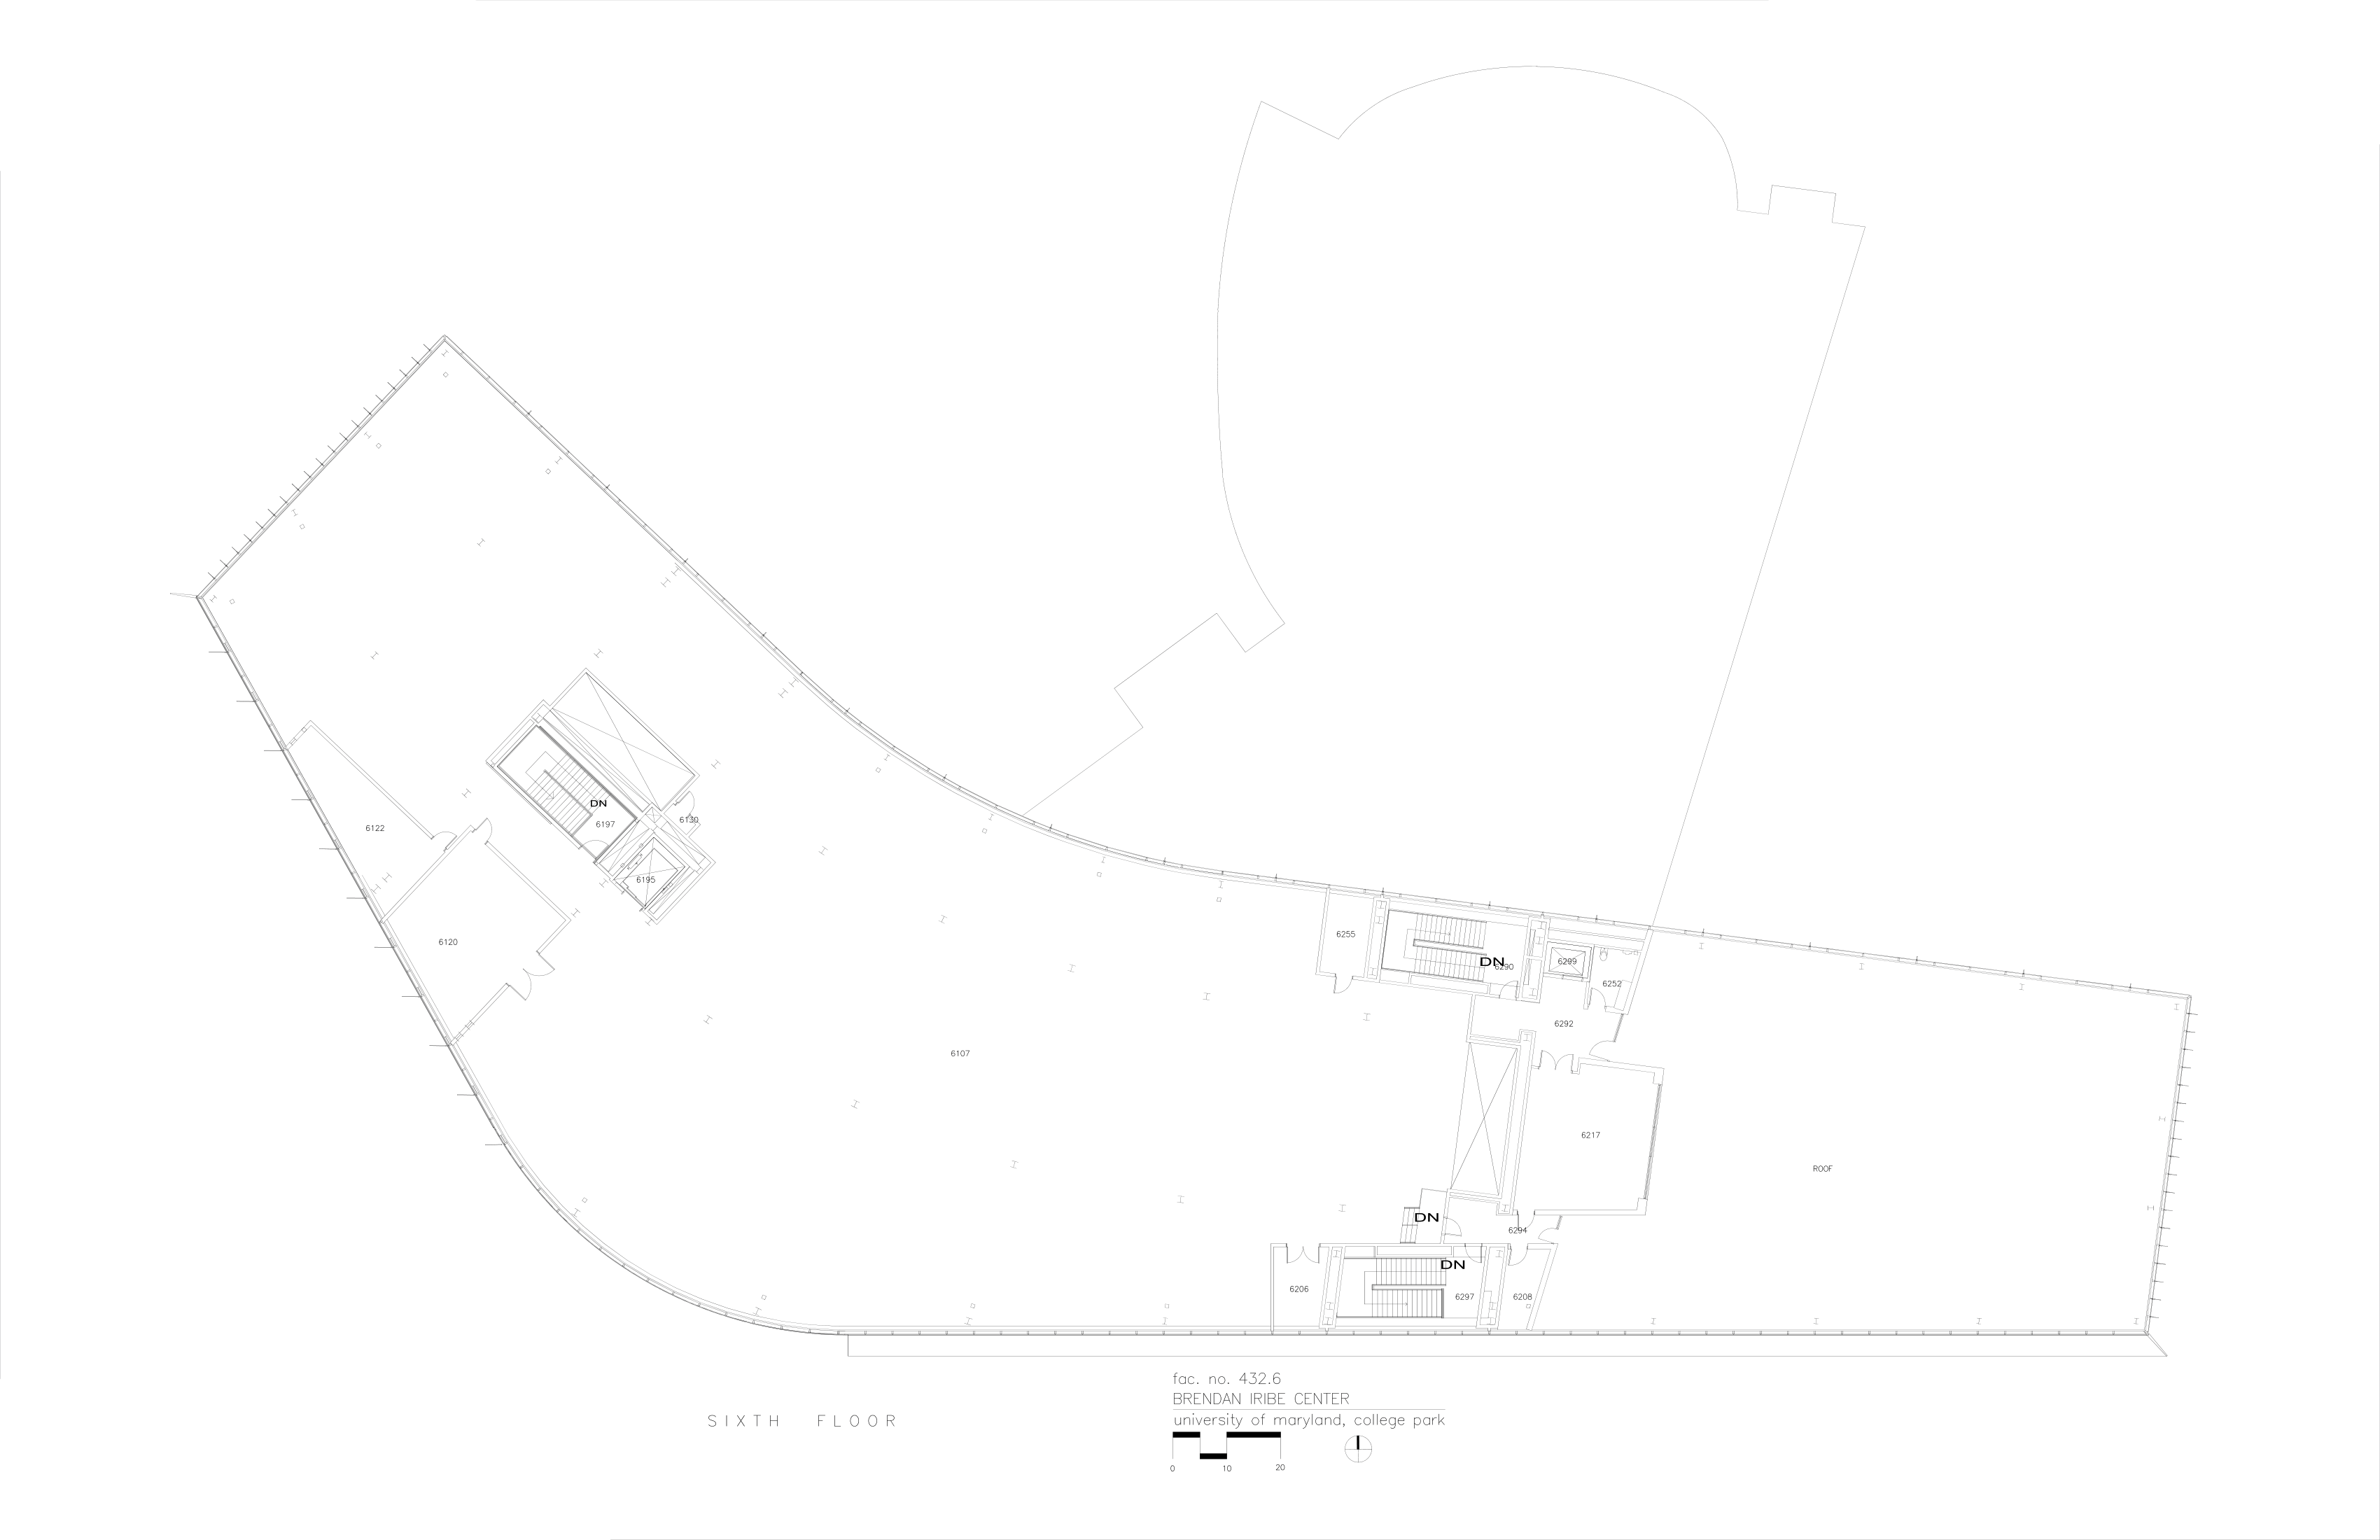 DN
6197
6130
6122
6195
6255
6120
DN
6290
6299
6252
6292
6107
6217
ROOF
DN
6294
DN
6206
6297
6208
fac. no. 432.6
BRENDAN IRIBE CENTER
SIXTH FLOOR
university of maryland, college park
0 10 20